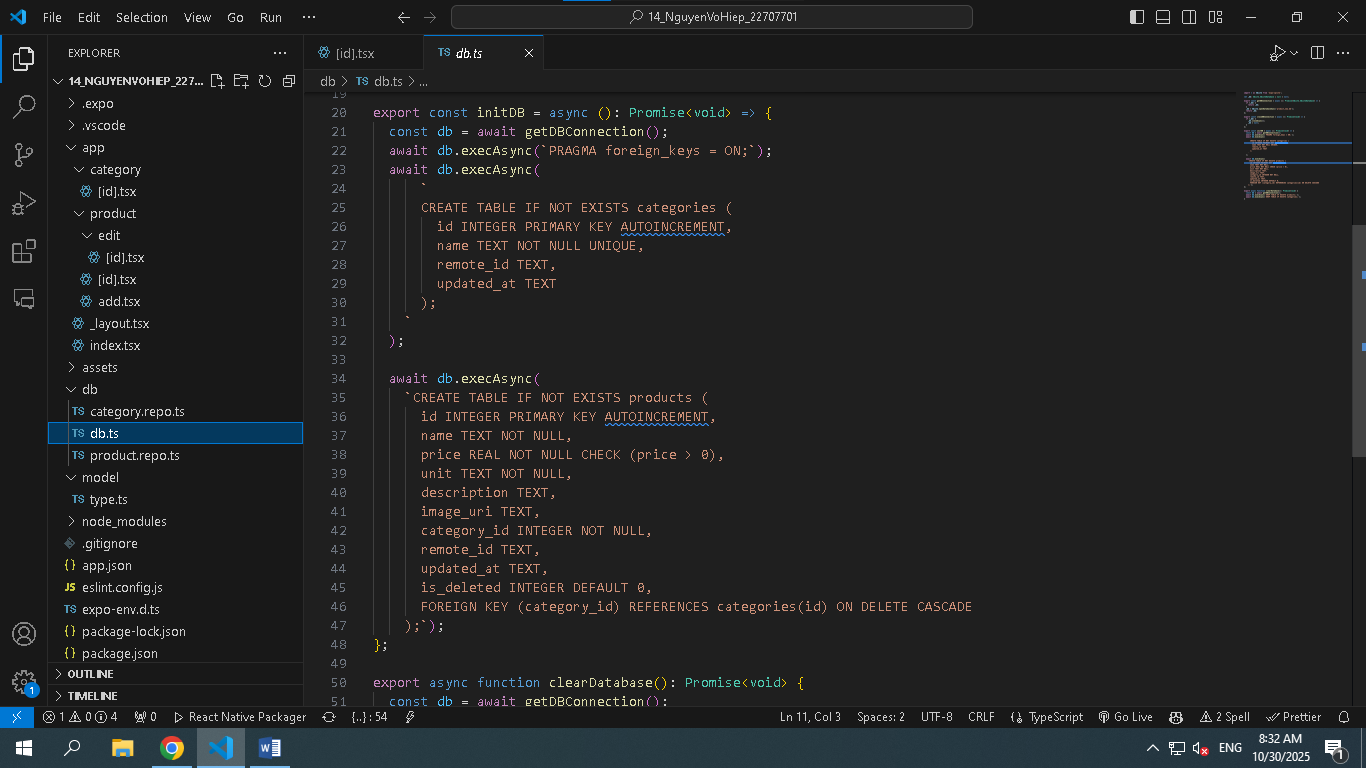 File Edit Selection View Go Run ··· 14_NguyenVoHiep_22707701
EXPLORER
14_NGUYENVOHIEP_227...
.expo
.vscode
app
category
[id].tsx
product
edit
[id].tsx
[id].tsx
add.tsx
_layout.tsx
index.tsx
assets
db
TS category.repo.ts
TS db.ts
TS product.repo.ts
model
TS type.ts
node_modules
.gitignore
{} app.json
JS eslint.config.js
TS expo-env.d.ts
{} package-lock.json
{} package.json
OUTLINE
TIMELINE
[id].tsx TS db.ts
db > TS db.ts > ...
19
20 export const initDB = async (): Promise<void> => {
21 const db = await getDBConnection();
22 await db.execAsync(`PRAGMA foreign_keys = ON;`);
23 await db.execAsync(
24 `
25 CREATE TABLE IF NOT EXISTS categories (
26 id INTEGER PRIMARY KEY AUTOINCREMENT,
27 name TEXT NOT NULL UNIQUE,
28 remote_id TEXT,
29 updated_at TEXT
30 );
31 `
32 );
33
34 await db.execAsync(
35 `CREATE TABLE IF NOT EXISTS products (
36 id INTEGER PRIMARY KEY AUTOINCREMENT,
37 name TEXT NOT NULL,
38 price REAL NOT NULL CHECK (price > 0),
39 unit TEXT NOT NULL,
40 description TEXT,
41 image_uri TEXT,
42 category_id INTEGER NOT NULL,
43 remote_id TEXT,
44 updated_at TEXT,
45 is_deleted INTEGER DEFAULT 0,
46 FOREIGN KEY (category_id) REFERENCES categories(id) ON DELETE CASCADE
47 );`);
48 };
49
50 export async function clearDatabase(): Promise<void> {
51 const db = await getDBConnection();
1 0 4 0 React Native Packager {..} : 54 Ln 11, Col 3 Spaces: 2 UTF-8 CRLF TypeScript Go Live 2 Spell Prettier
1
ENG 8:32 AM
10/30/2025
1